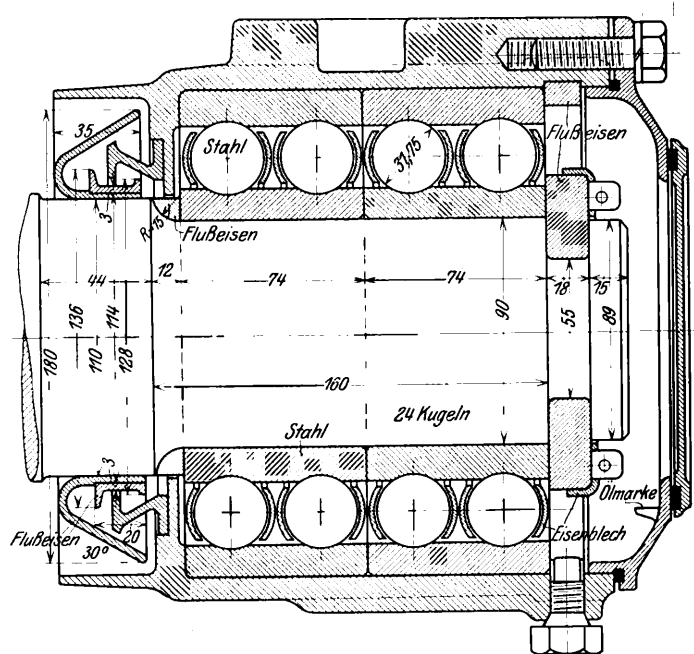 35
Stahl
31,75
Flußeisen
3
R=15
Flußeisen
44
12
74
74
18
15
136
114
110
128
180
90
55
89
160
24 Kugeln
Stahl
3
Ölmarke
Flußeisen
20
30°
Eisenblech